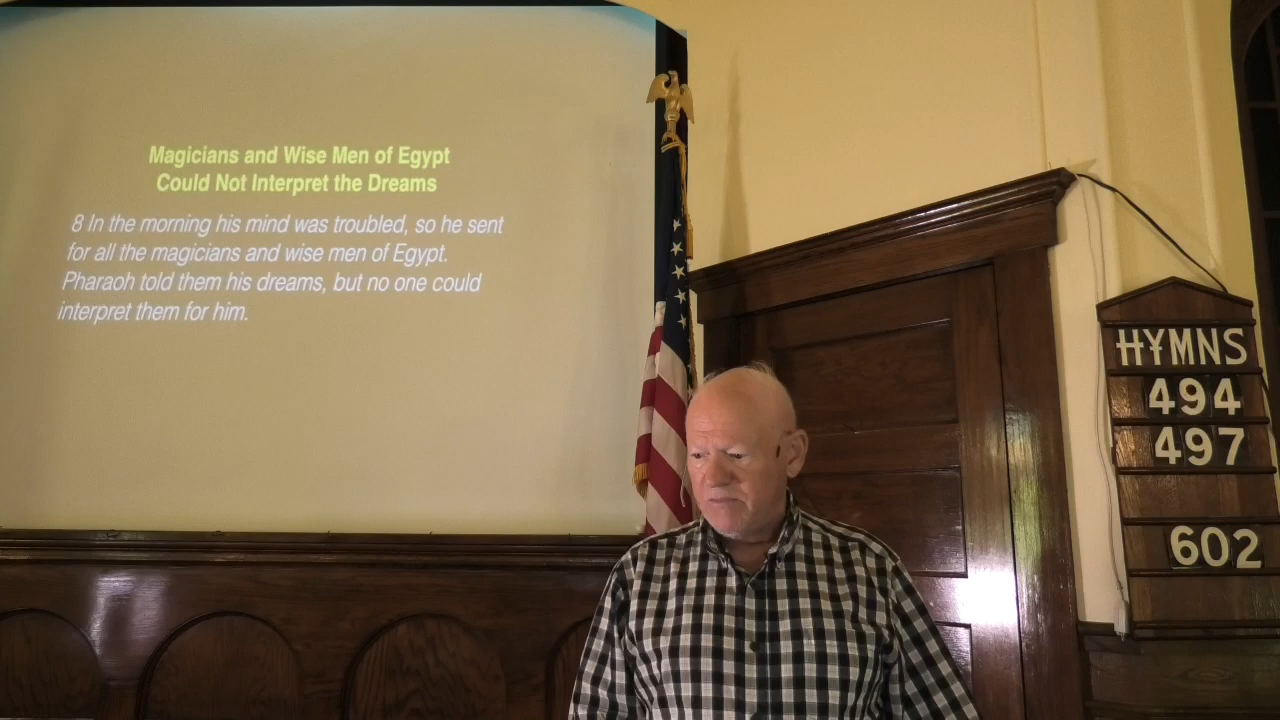 Magicians and Wise Men of Egypt
Could Not Interpret the Dreams
8 In the morning his mind was troubled, so he sent
for all the magicians and wise men of Egypt.
Pharaoh told them his dreams, but no one could
interpret them for him.
HYMNS
494
497
602